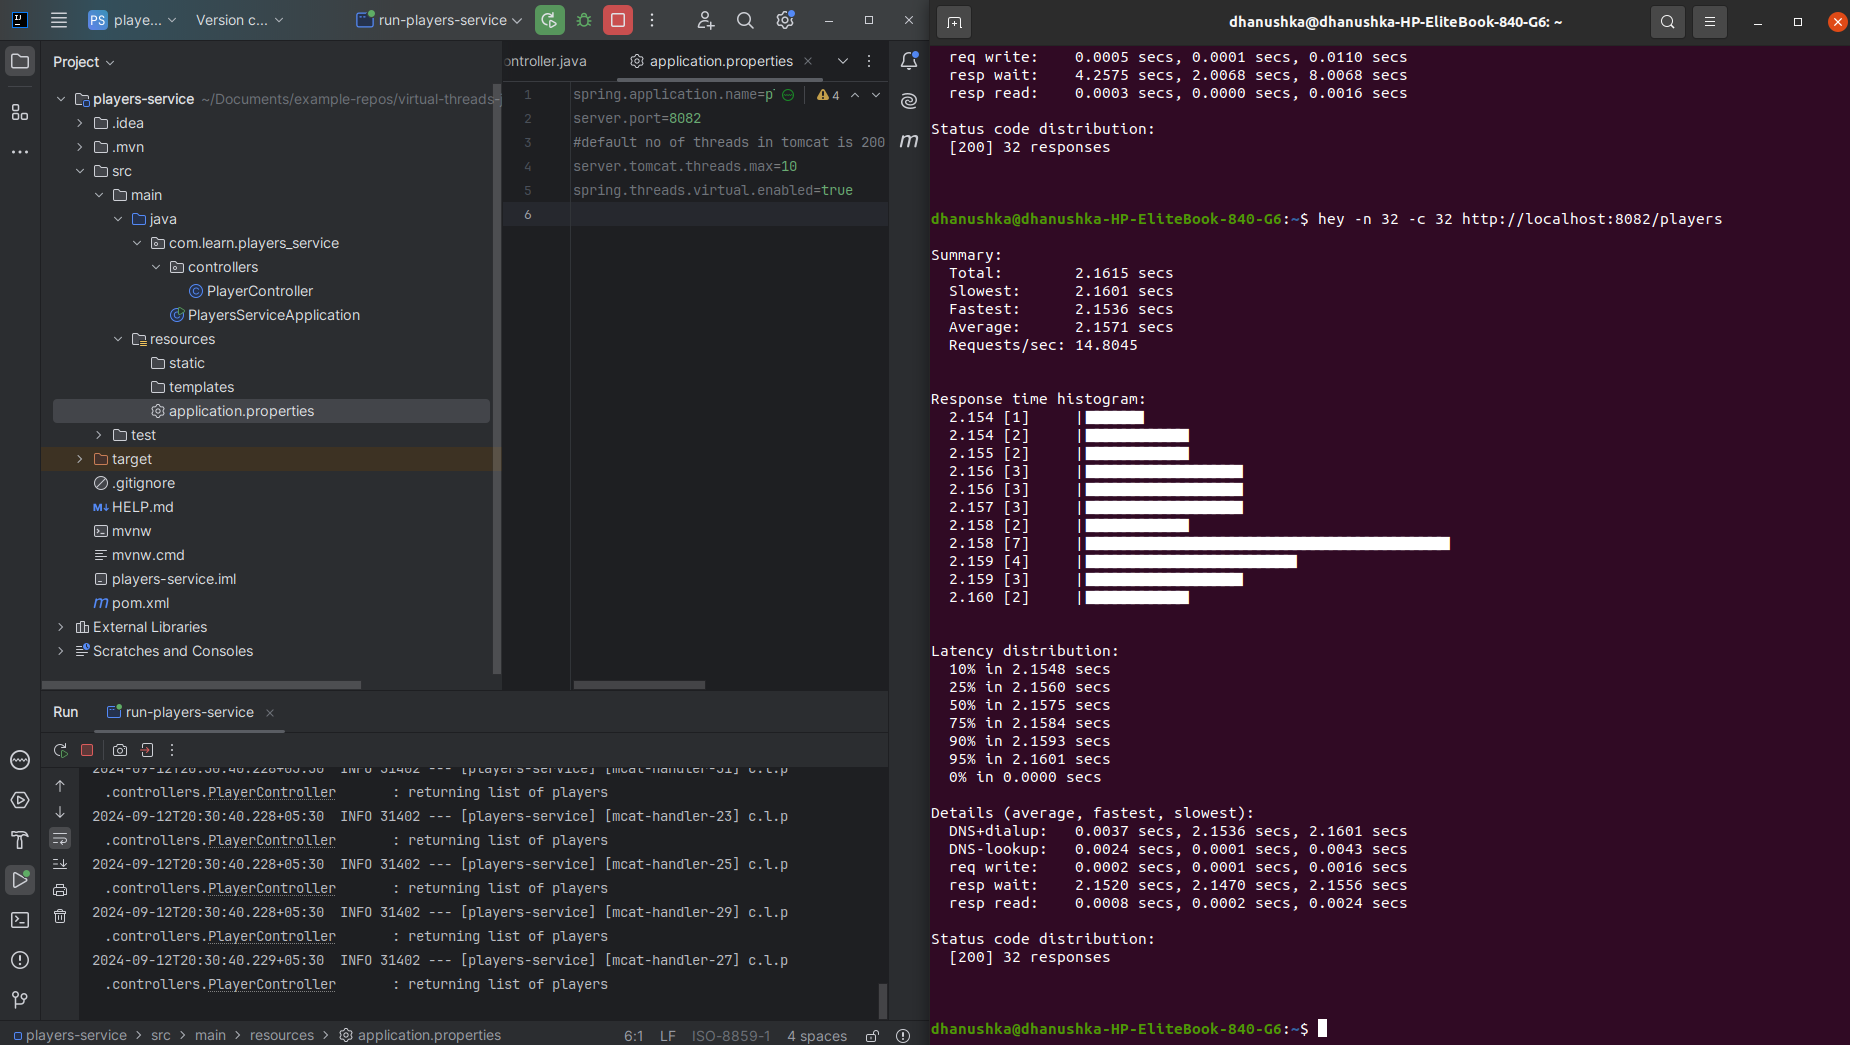 PS playe... Version c... run-players-service
Project
players-service ~/Documents/example-repos/virtual-threads-
.idea
.mvn
src
main
java
com.learn.players_service
controllers
PlayerController
PlayersServiceApplication
resources
static
templates
application.properties
test
target
.gitignore
HELP.md
mvnw
mvnw.cmd
players-service.iml
pom.xml
External Libraries
Scratches and Consoles
ontroller.java application.properties
1 spring.application.name=p 4
2 server.port=8082
3 #default no of threads in tomcat is 200
4 server.tomcat.threads.max=10
5 spring.threads.virtual.enabled=true
6
Run run-players-service
2024-09-12T20:30:40.228+05:30 INFO 31402 --- [players-service] [mcat-handler-31] c.l.p
.controllers.PlayerController : returning list of players
2024-09-12T20:30:40.228+05:30 INFO 31402 --- [players-service] [mcat-handler-23] c.l.p
.controllers.PlayerController : returning list of players
2024-09-12T20:30:40.228+05:30 INFO 31402 --- [players-service] [mcat-handler-25] c.l.p
.controllers.PlayerController : returning list of players
2024-09-12T20:30:40.228+05:30 INFO 31402 --- [players-service] [mcat-handler-29] c.l.p
.controllers.PlayerController : returning list of players
2024-09-12T20:30:40.229+05:30 INFO 31402 --- [players-service] [mcat-handler-27] c.l.p
.controllers.PlayerController : returning list of players
players-service > src > main > resources > application.properties 6:1 LF ISO-8859-1 4 spaces
dhanushka@dhanushka-HP-EliteBook-840-G6: ~
req write: 0.0005 secs, 0.0001 secs, 0.0110 secs
resp wait: 4.2575 secs, 2.0068 secs, 8.0068 secs
resp read: 0.0003 secs, 0.0000 secs, 0.0016 secs
Status code distribution:
[200] 32 responses
dhanushka@dhanushka-HP-EliteBook-840-G6:~$ hey -n 32 -c 32 http://localhost:8082/players
Summary:
Total: 2.1615 secs
Slowest: 2.1601 secs
Fastest: 2.1536 secs
Average: 2.1571 secs
Requests/sec: 14.8045
Response time histogram:
2.154 [1] |
2.154 [2] |
2.155 [2] |
2.156 [3] |
2.156 [3] |
2.157 [3] |
2.158 [2] |
2.158 [7] |
2.159 [4] |
2.159 [3] |
2.160 [2] |
Latency distribution:
10% in 2.1548 secs
25% in 2.1560 secs
50% in 2.1575 secs
75% in 2.1584 secs
90% in 2.1593 secs
95% in 2.1601 secs
0% in 0.0000 secs
Details (average, fastest, slowest):
DNS+dialup: 0.0037 secs, 2.1536 secs, 2.1601 secs
DNS-lookup: 0.0024 secs, 0.0001 secs, 0.0043 secs
req write: 0.0002 secs, 0.0001 secs, 0.0016 secs
resp wait: 2.1520 secs, 2.1470 secs, 2.1556 secs
resp read: 0.0008 secs, 0.0002 secs, 0.0024 secs
Status code distribution:
[200] 32 responses
dhanushka@dhanushka-HP-EliteBook-840-G6:~$